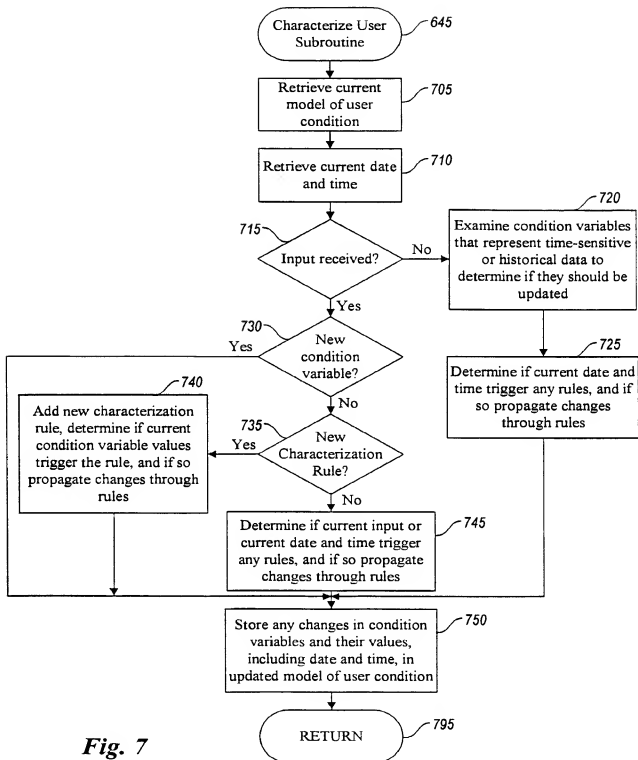 Characterize User
Subroutine
645
Retrieve current
model of user
condition
705
Retrieve current date
and time
710
715
Input received?
No
Yes
720
Examine condition variables
that represent time-sensitive
or historical data to
determine if they should be
updated
725
Determine if current date and
time trigger any rules, and if
so propagate changes
through rules
730
New
condition
variable?
Yes
No
735
New
Characterization
Rule?
Yes
No
740
Add new characterization
rule, determine if current
condition variable values
trigger the rule, and if so
propagate changes through
rules
745
Determine if current input or
current date and time trigger
any rules, and if so propagate
changes through rules
750
Store any changes in condition
variables and their values,
including date and time, in
updated model of user condition
RETURN
795
Fig. 7